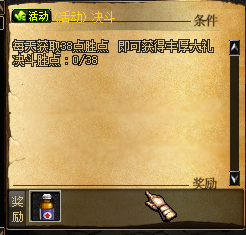 活动 (活动) 决斗
条件
每天获取38点胜点 即可获得丰厚大礼
决斗胜点：0/38
奖励
奖励